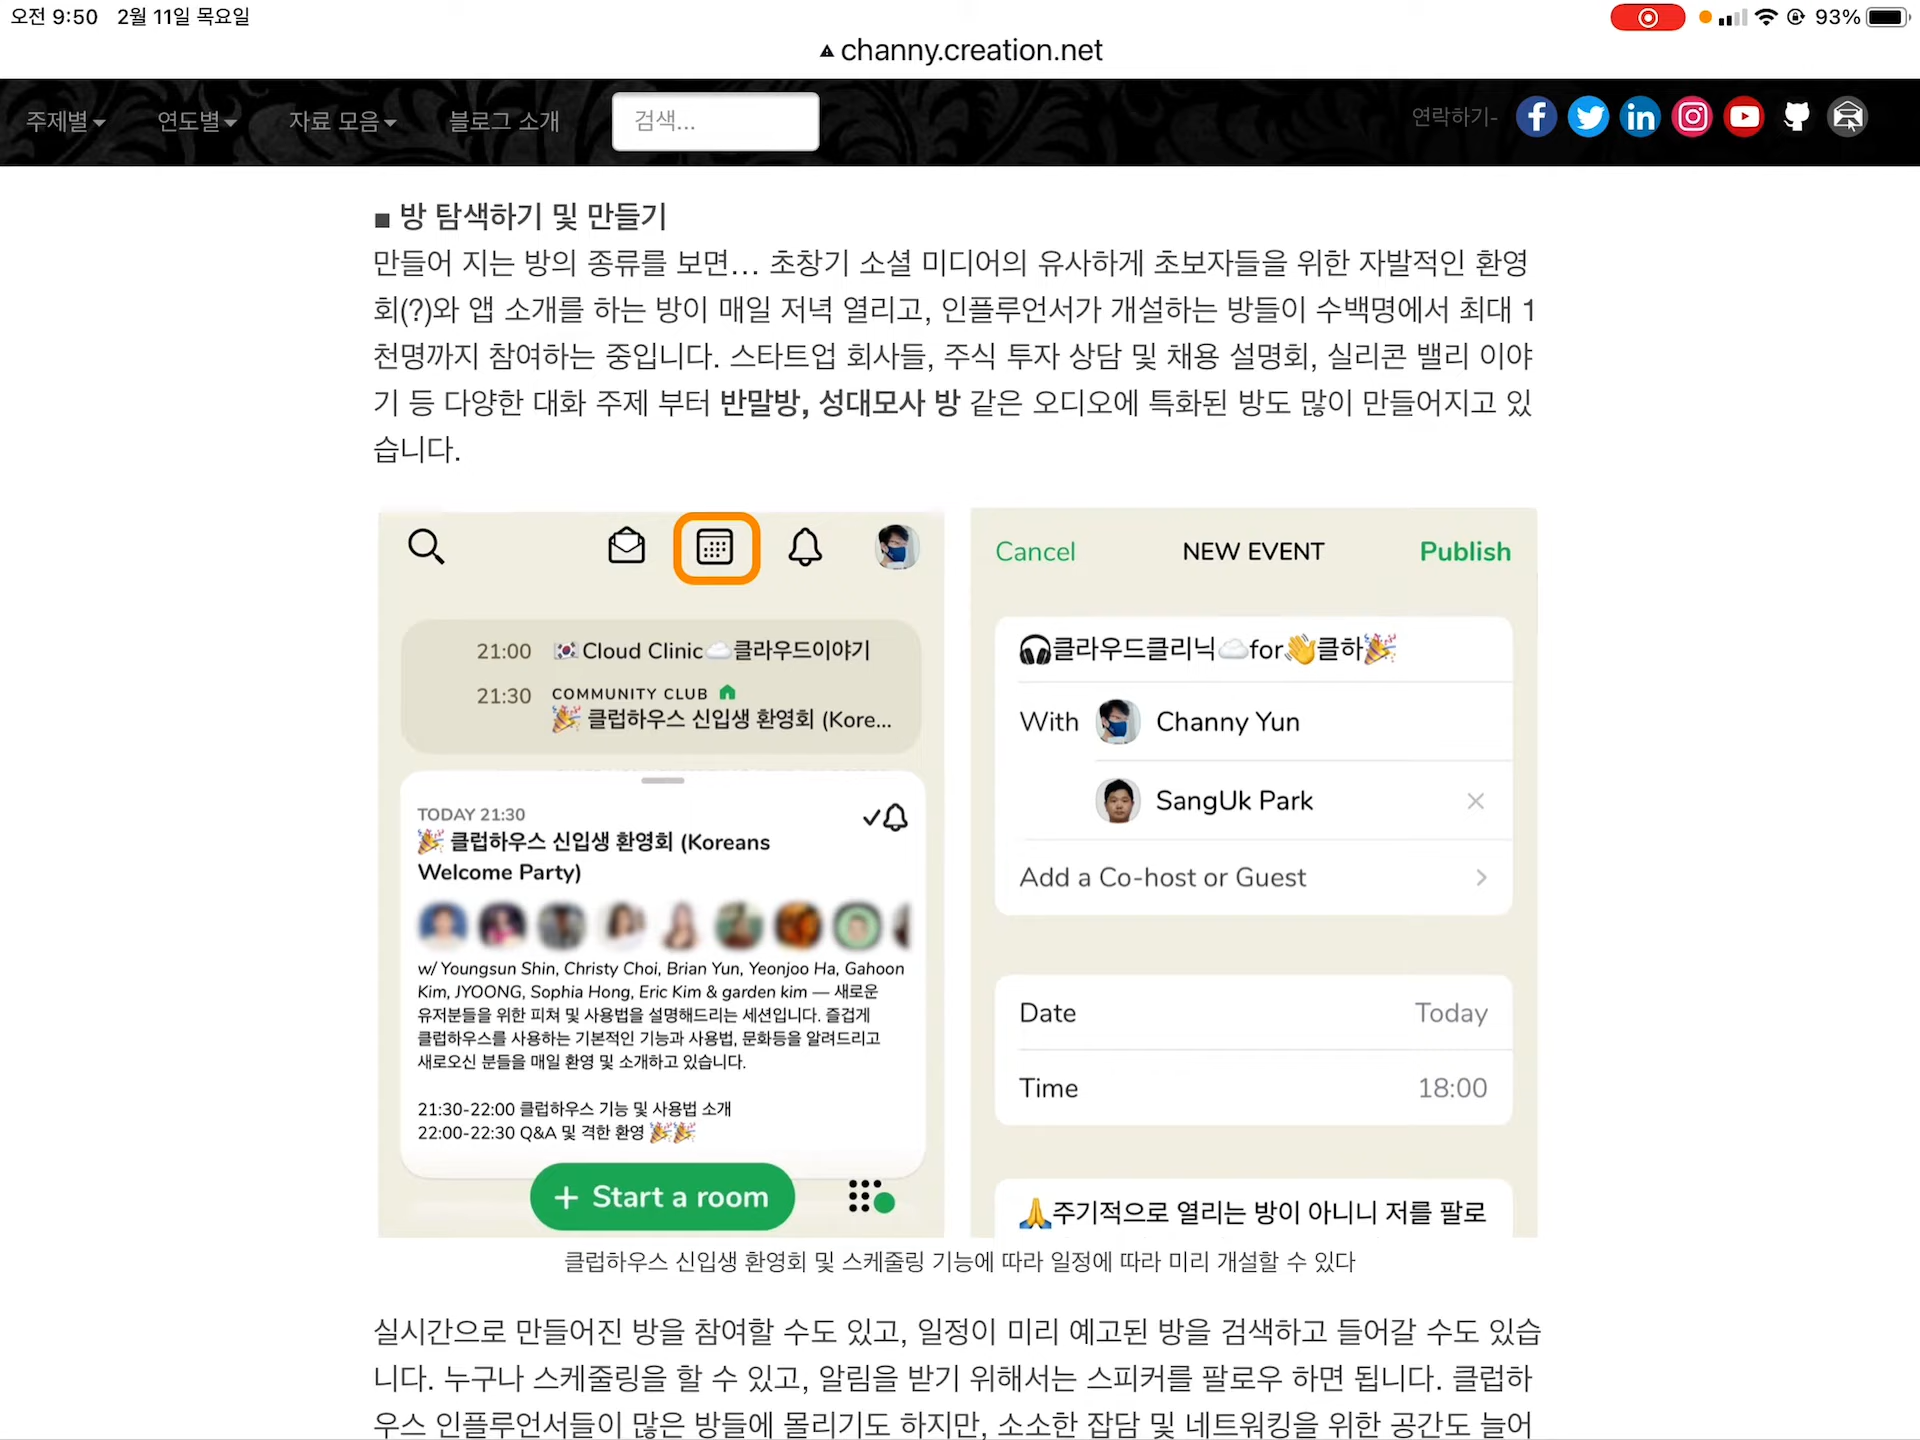 오전 9:50 2월 11일 목요일
93%
channy.creation.net
주제별 연도별 자료 모음 블로그 소개 검색... 연락하기-
■ 방 탐색하기 및 만들기
만들어 지는 방의 종류를 보면... 초창기 소셜 미디어의 유사하게 초보자들을 위한 자발적인 환영
회(?)와 앱 소개를 하는 방이 매일 저녁 열리고, 인플루언서가 개설하는 방들이 수백명에서 최대 1
천명까지 참여하는 중입니다. 스타트업 회사들, 주식 투자 상담 및 채용 설명회, 실리콘 밸리 이야
기 등 다양한 대화 주제 부터 반말방, 성대모사 방 같은 오디오에 특화된 방도 많이 만들어지고 있
습니다.
21:00 🇰🇷Cloud Clinic☁️클라우드이야기
21:30 COMMUNITY CLUB
🎉 클럽하우스 신입생 환영회 (Kore...
TODAY 21:30
🎉 클럽하우스 신입생 환영회 (Koreans
Welcome Party)
w/ Youngsun Shin, Christy Choi, Brian Yun, Yeonjoo Ha, Gahoon
Kim, JYOONG, Sophia Hong, Eric Kim & garden kim — 새로운
유저분들을 위한 피쳐 및 사용법을 설명해드리는 세션입니다. 즐겁게
클럽하우스를 사용하는 기본적인 기능과 사용법, 문화등을 알려드리고
새로오신 분들을 매일 환영 및 소개하고 있습니다.
21:30-22:00 클럽하우스 기능 및 사용법 소개
22:00-22:30 Q&A 및 격한 환영 🎉🎉
+ Start a room
Cancel NEW EVENT Publish
🎧클라우드클리닉☁️for👋클하🎉
With Channy Yun
SangUk Park
Add a Co-host or Guest
Date Today
Time 18:00
🙏주기적으로 열리는 방이 아니니 저를 팔로
클럽하우스 신입생 환영회 및 스케줄링 기능에 따라 일정에 따라 미리 개설할 수 있다
실시간으로 만들어진 방을 참여할 수도 있고, 일정이 미리 예고된 방을 검색하고 들어갈 수도 있습
니다. 누구나 스케줄링을 할 수 있고, 알림을 받기 위해서는 스피커를 팔로우 하면 됩니다. 클럽하
우스 인플루언서들이 많은 방들에 몰리기도 하지만, 소소한 잡담 및 네트워킹을 위한 공간도 늘어